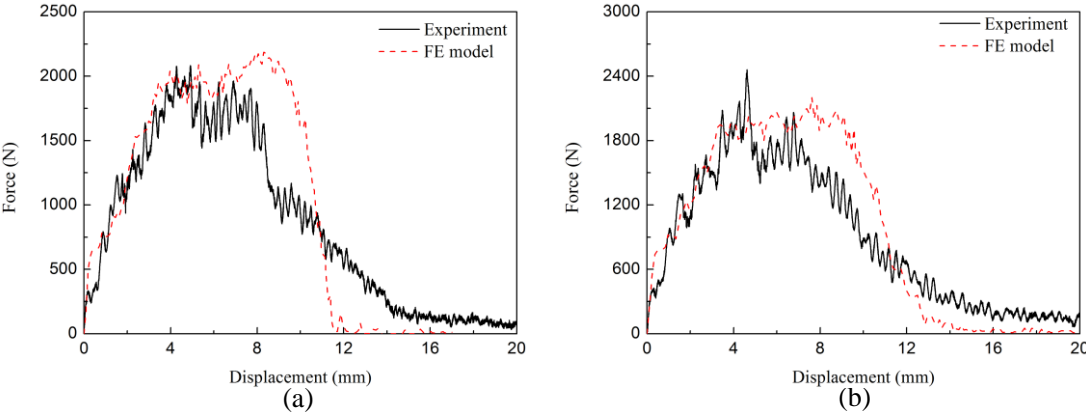 2500
2000
1500
1000
500
0
Force (N)
Experiment
FE model
0 4 8 12 16 20
Displacement (mm)
(a)
3000
2400
1800
1200
600
0
Force (N)
Experiment
FE model
0 4 8 12 16 20
Displacement (mm)
(b)